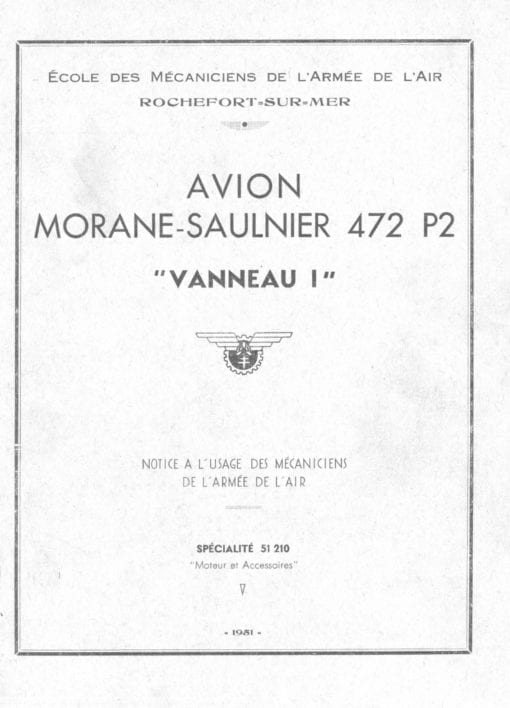 ÉCOLE DES MÉCANICIENS DE L'ARMÉE DE L'AIR
ROCHEFORT=SUR=MER
AVION
MORANE-SAULNIER 472 P2
"VANNEAU I"
NOTICE A L'USAGE DES MÉCANICIENS
DE L'ARMÉE DE L'AIR
SPÉCIALITÉ 51 210
"Moteur et Accessoires"
- 1951 -